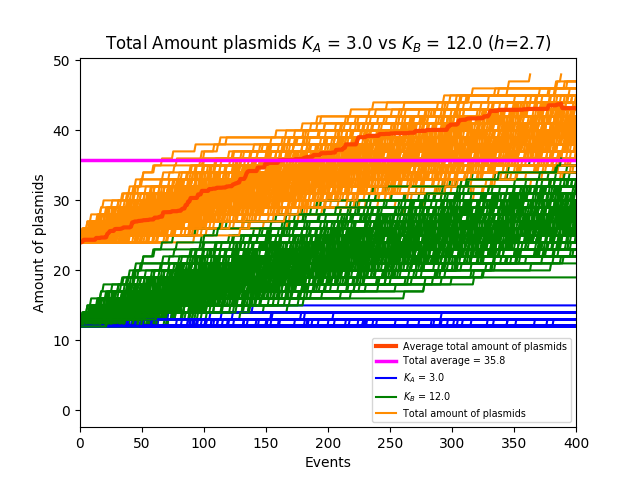 Total Amount plasmids K_A = 3.0 vs K_B = 12.0 (h=2.7)
50
40
30
20
10
0
Amount of plasmids
0 50 100 150 200 250 300 350 400
Events
Average total amount of plasmids
Total average = 35.8
K_A = 3.0
K_B = 12.0
Total amount of plasmids